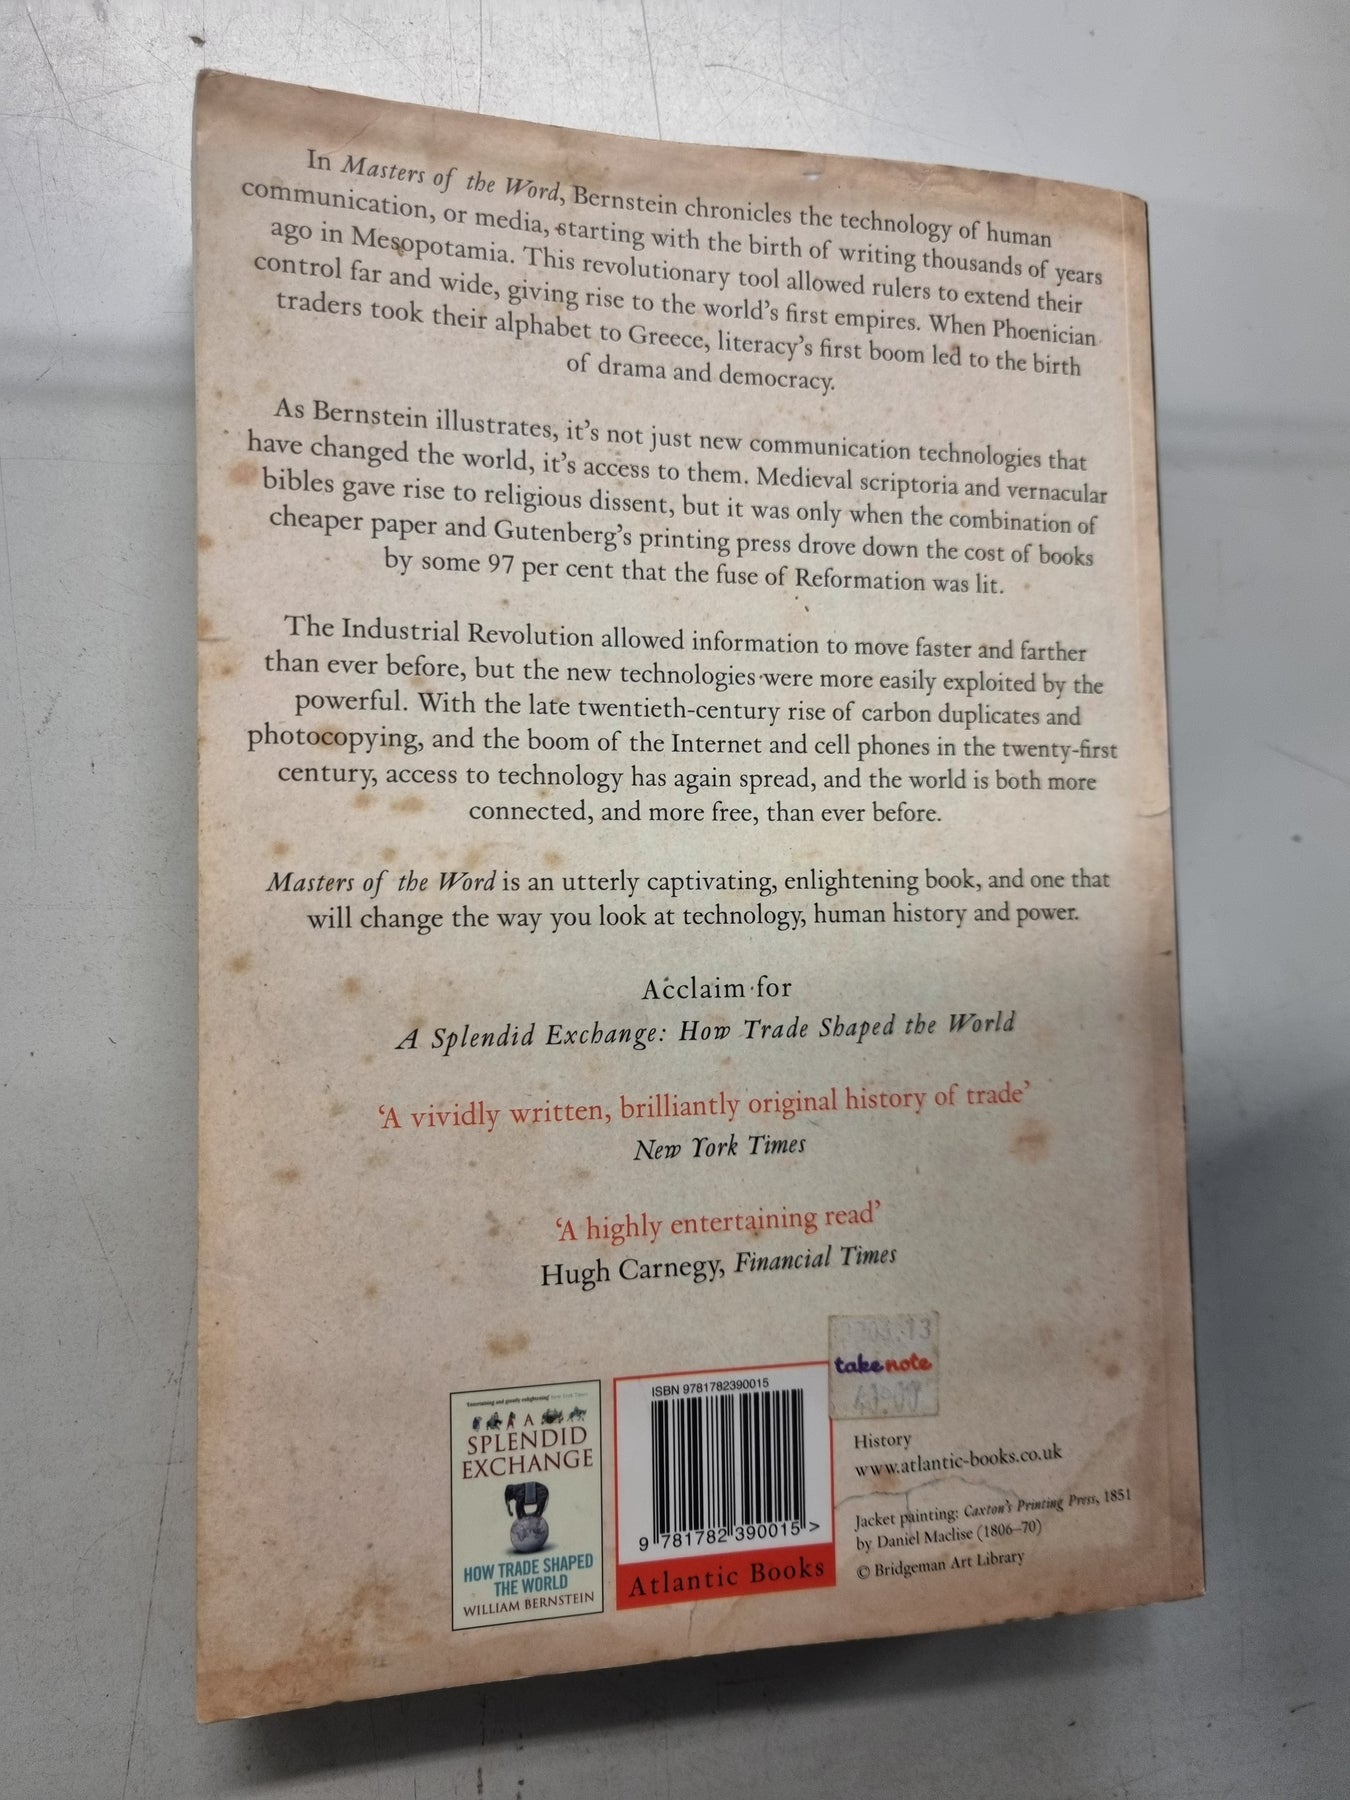 In Masters of the Word, Bernstein chronicles the technology of human
communication, or media, starting with the birth of writing thousands of years
ago in Mesopotamia. This revolutionary tool allowed rulers to extend their
control far and wide, giving rise to the world's first empires. When Phoenician
traders took their alphabet to Greece, literacy's first boom led to the birth
of drama and democracy.
As Bernstein illustrates, it's not just new communication technologies that
have changed the world, it's access to them. Medieval scriptoria and vernacular
bibles gave rise to religious dissent, but it was only when the combination of
cheaper paper and Gutenberg's printing press drove down the cost of books
by some 97 per cent that the fuse of Reformation was lit.
The Industrial Revolution allowed information to move faster and farther
than ever before, but the new technologies were more easily exploited by the
powerful. With the late twentieth-century rise of carbon duplicates and
photocopying, and the boom of the Internet and cell phones in the twenty-first
century, access to technology has again spread, and the world is both more
connected, and more free, than ever before.
Masters of the Word is an utterly captivating, enlightening book, and one that
will change the way you look at technology, human history and power.
Acclaim for
A Splendid Exchange: How Trade Shaped the World
'A vividly written, brilliantly original history of trade'
New York Times
'A highly entertaining read'
Hugh Carnegy, Financial Times
takenote
'Entertaining and greatly enlightening' New York Times
A
SPLENDID
EXCHANGE
HOW TRADE SHAPED
THE WORLD
WILLIAM BERNSTEIN
ISBN 9781782390015
9 781782 390015 >
Atlantic Books
History
www.atlantic-books.co.uk
Jacket painting: Caxton's Printing Press, 1851
by Daniel Maclise (1806–70)
© Bridgeman Art Library